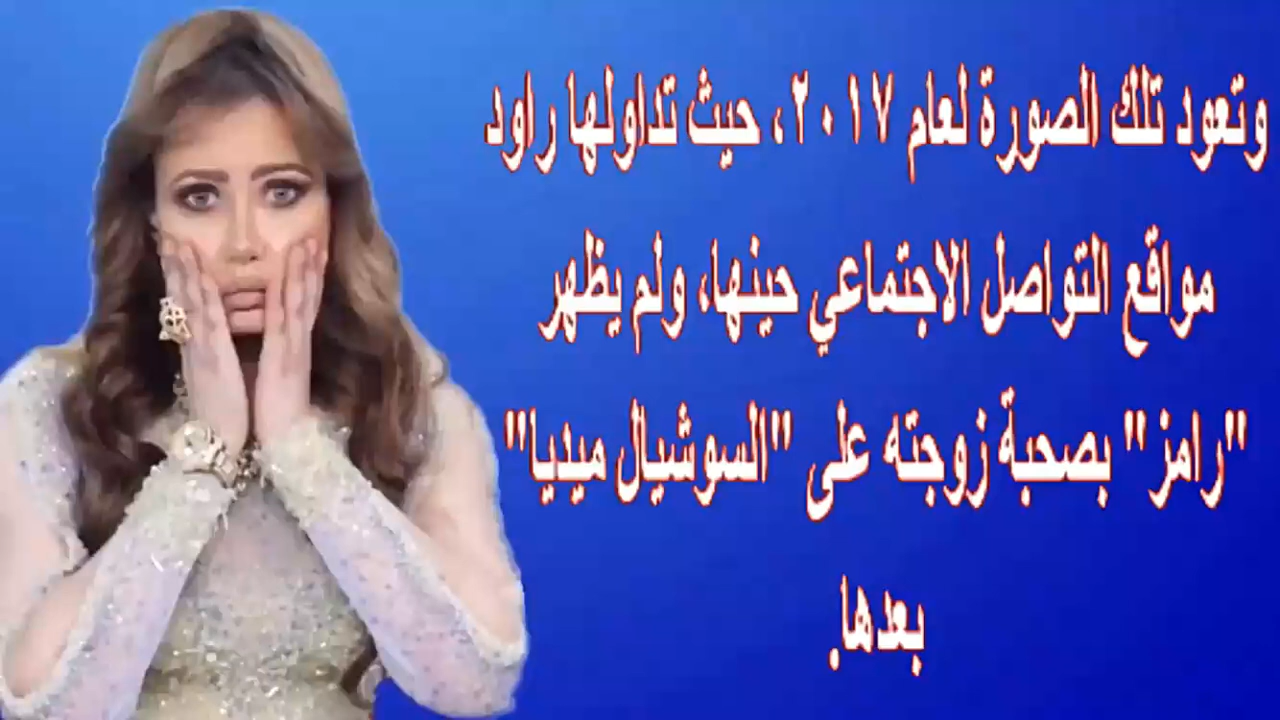 وتعود تلك الصورة لعام ٢٠١٧، حيث تداولها راود
مواقع التواصل الاجتماعي حينها، ولم يظهر
"رامز" بصحبة زوجته على "السوشيال ميديا"
بعدها.